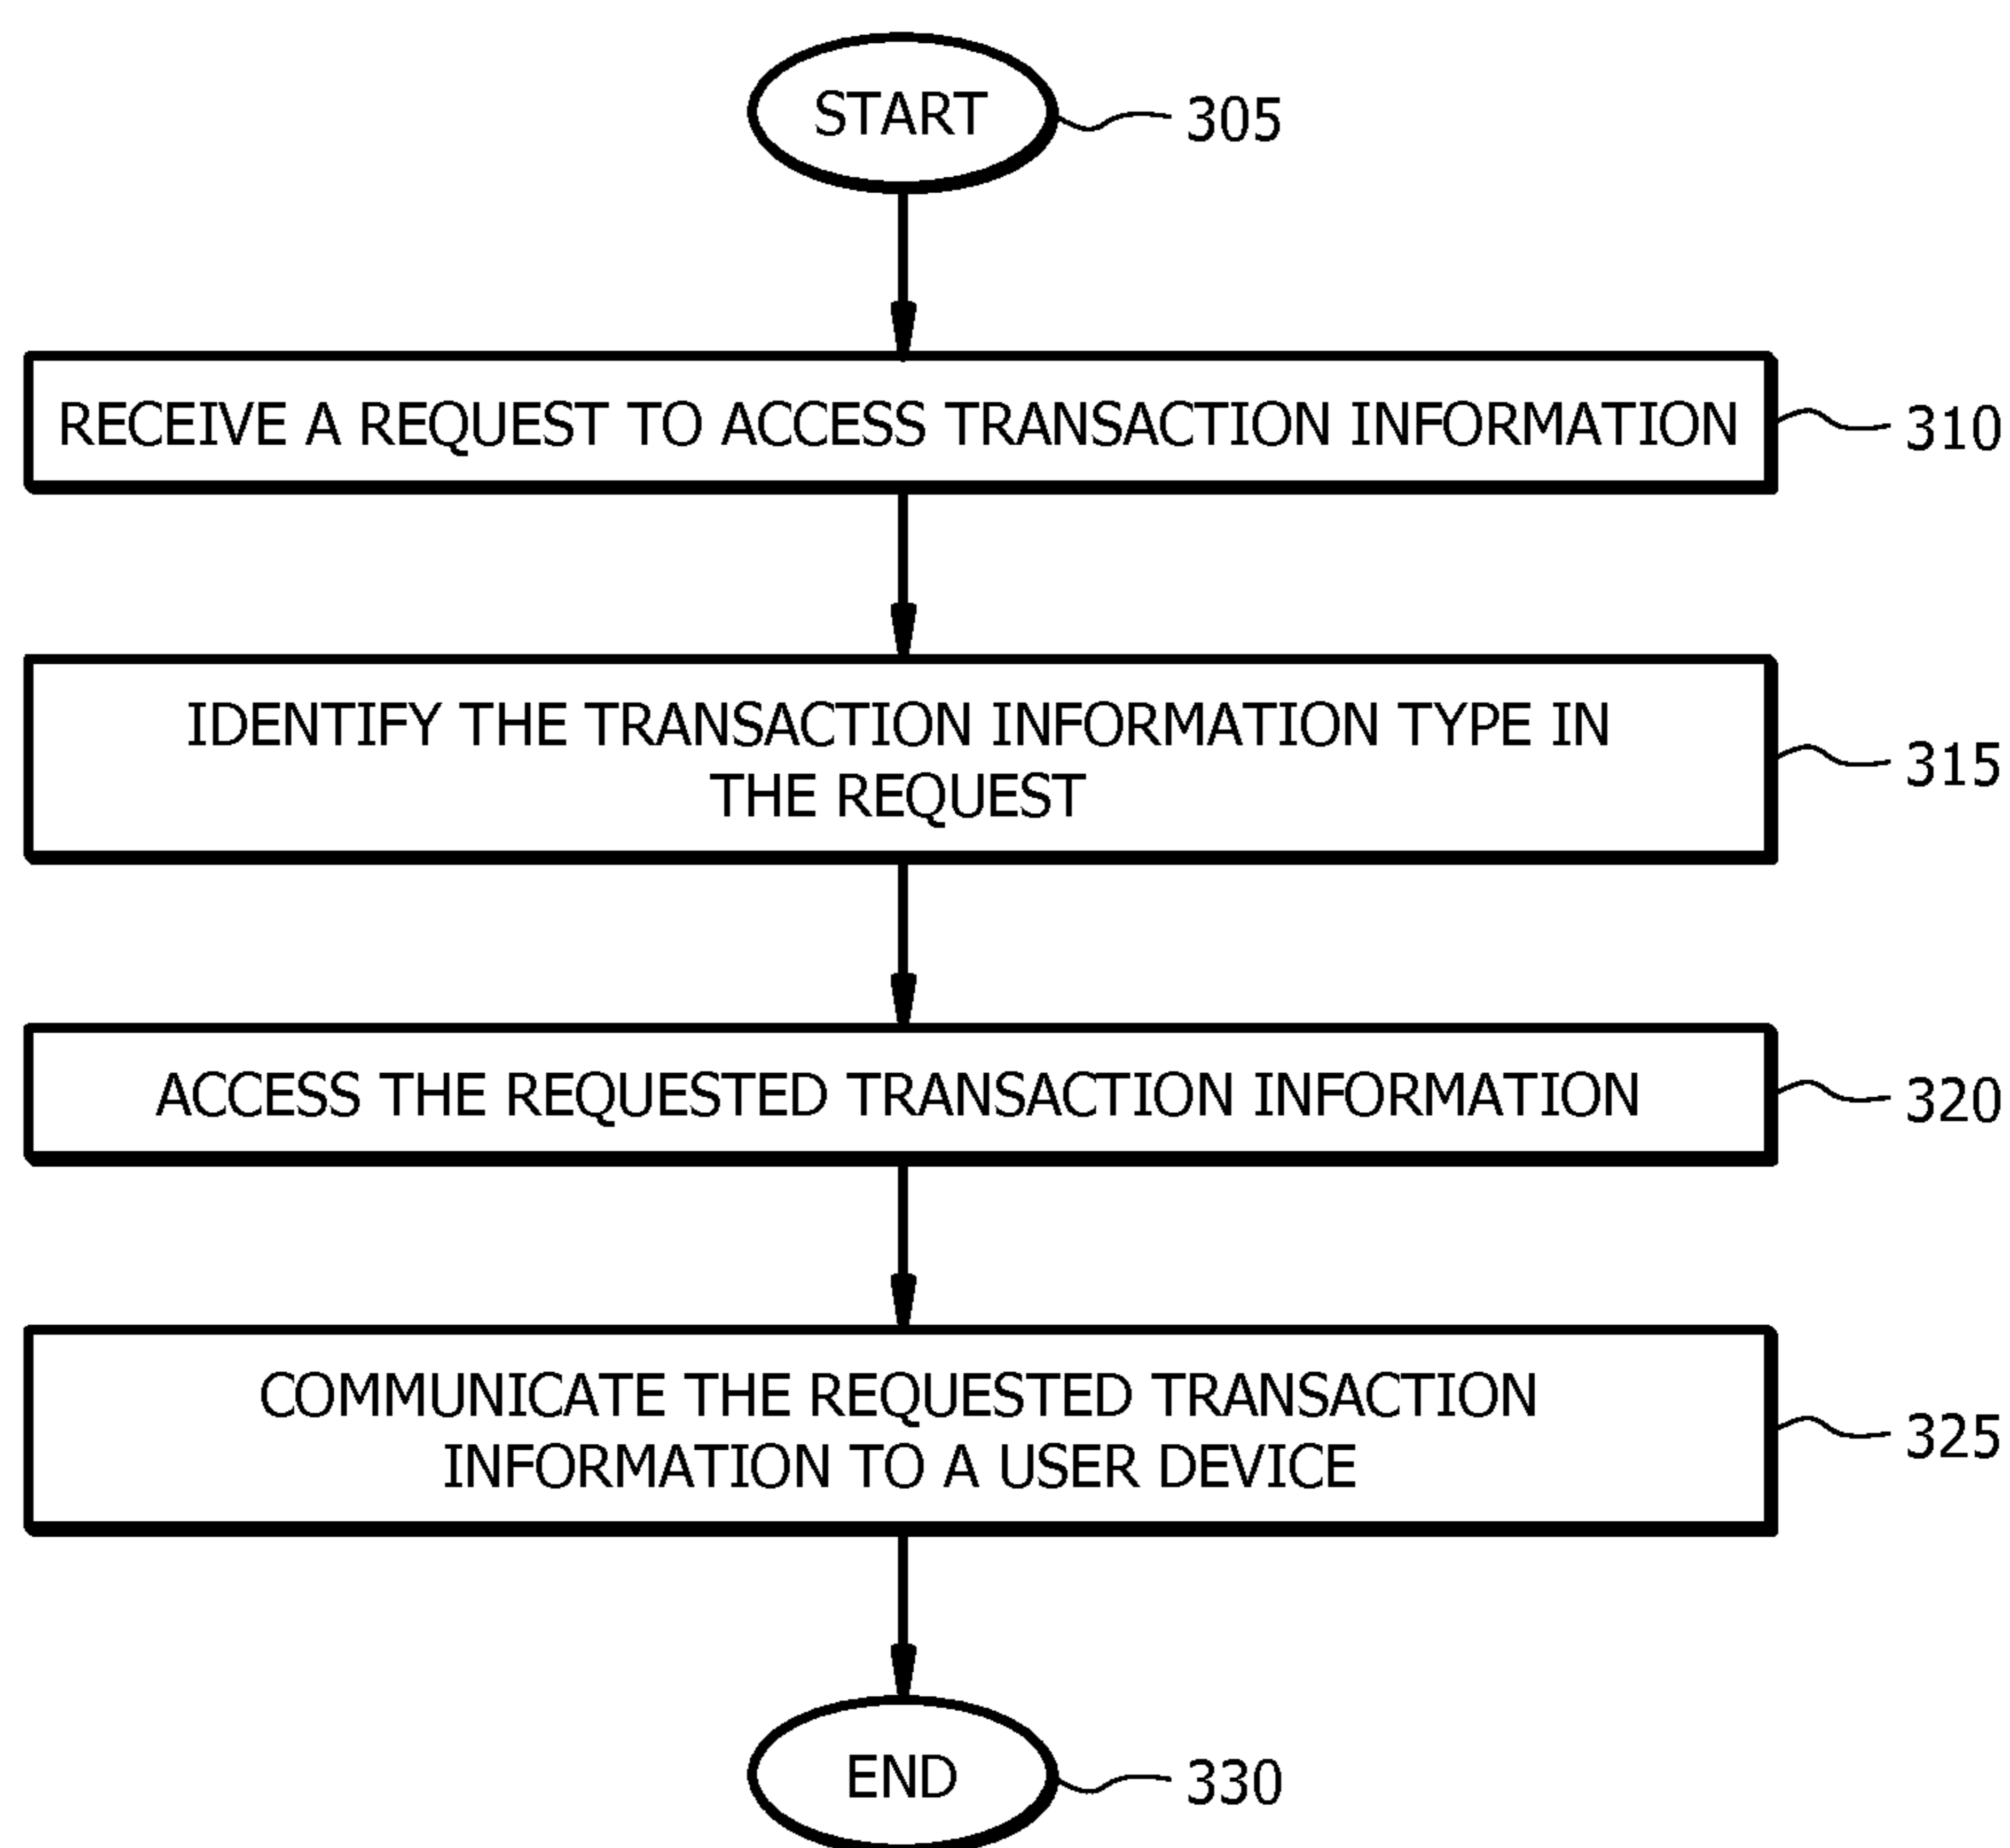 START
305
RECEIVE A REQUEST TO ACCESS TRANSACTION INFORMATION
310
IDENTIFY THE TRANSACTION INFORMATION TYPE IN
THE REQUEST
315
ACCESS THE REQUESTED TRANSACTION INFORMATION
320
COMMUNICATE THE REQUESTED TRANSACTION
INFORMATION TO A USER DEVICE
325
END
330